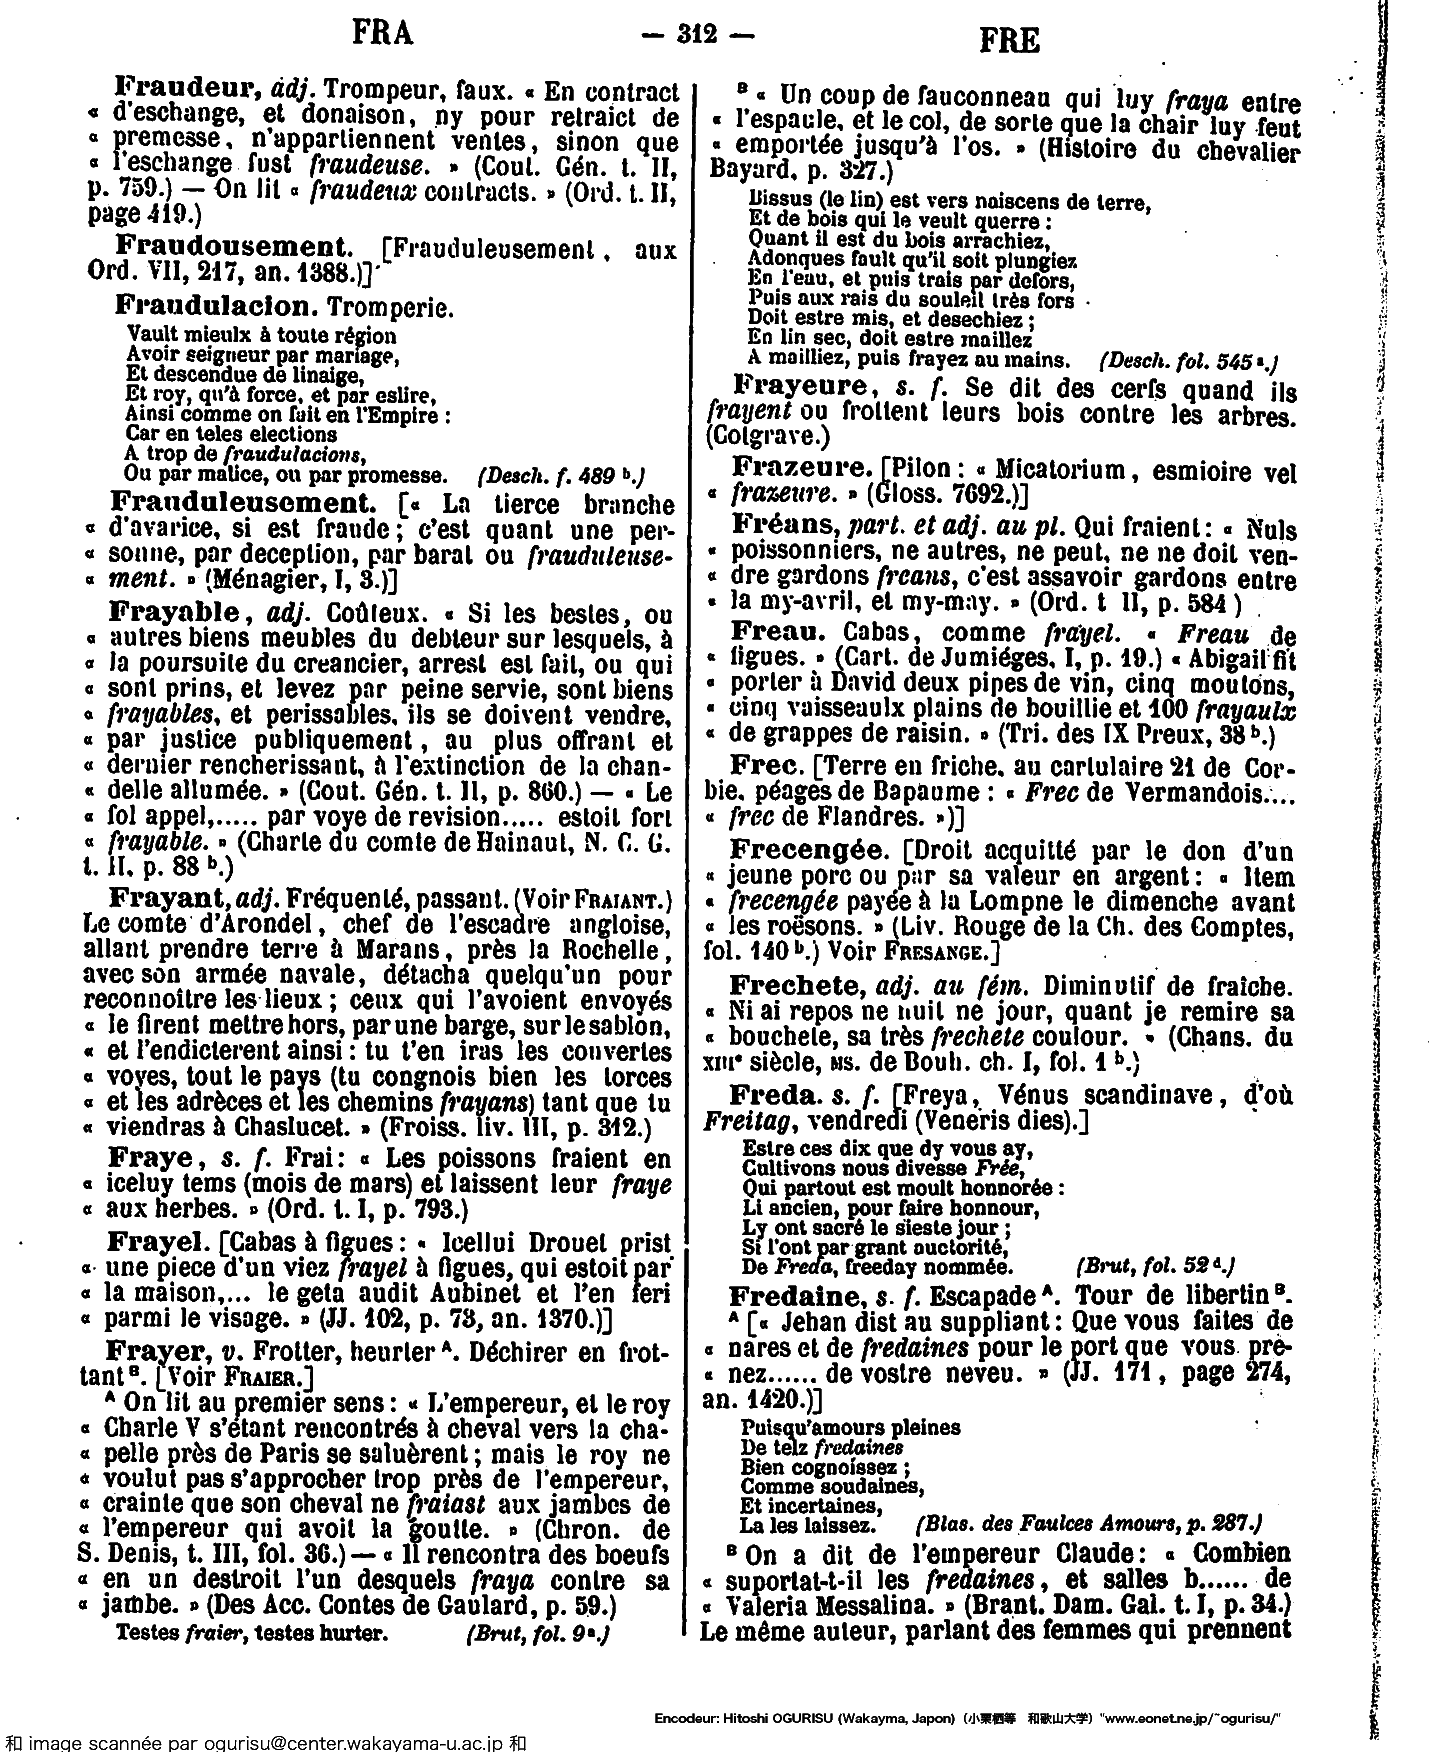 FRA
— 312 —
FRE
Fraudeur, adj. Trompeur, faux. « En contract
« d'eschange, et donaison, ny pour retraict de
« premesse, n'appartiennent ventes, sinon que
« l'eschange fust fraudeuse. » (Cout. Gén. t. II,
p. 759.) — On lit « fraudeux contracts. » (Ord. t. II,
page 419.)
Fraudousement. [Frauduleusement, aux
Ord. VII, 217, an. 1388.)]
Fraudulacion. Tromperie.
Vault mieulx à toute région
Avoir seigneur par mariage,
Et descendue de linaige,
Et roy, qu'à force, et par eslire,
Ainsi comme on fait en l'Empire :
Car en teles elections
A trop de fraudulacions,
Ou par malice, ou par promesse. (Desch. f. 489 b.)
Frauduleusement. [« La tierce branche
« d'avarice, si est fraude ; c'est quant une per-
« sonne, par deception, par barat ou frauduleuse-
« ment. » (Ménagier, I, 3.)]
Frayable, adj. Coûteux. « Si les bestes, ou
« autres biens meubles du debteur sur lesquels, à
« la poursuite du creancier, arrest est fait, ou qui
« sont prins, et levez par peine servie, sont biens
« frayables, et perissables, ils se doivent vendre,
« par justice publiquement, au plus offrant et
« dernier rencherissant, à l'extinction de la chan-
« delle allumée. » (Cout. Gén. t. II, p. 860.) — « Le
« fol appel,..... par voye de revision..... estoit fort
« frayable. » (Charte du comte de Hainaut, N. C. G.
t. II, p. 88 b.)
Frayant, adj. Fréquenté, passant. (Voir FRAIANT.)
Le comte d'Arondel, chef de l'escadre angloise,
allant prendre terre à Marans, près la Rochelle,
avec son armée navale, détacha quelqu'un pour
reconnoitre les lieux ; ceux qui l'avoient envoyés
« le firent mettre hors, par une barge, sur le sablon,
« et l'endicterent ainsi : tu t'en iras les couvertes
« voyes, tout le pays (tu congnois bien les torces
« et les adrèces et les chemins frayans) tant que tu
« viendras à Chaslucet. » (Froiss. liv. III, p. 312.)
Fraye, s. f. Frai : « Les poissons fraient en
« iceluy tems (mois de mars) et laissent leur fraye
« aux herbes. » (Ord. t. I, p. 793.)
Frayel. [Cabas à figues : « Icellui Drouet prist
« une piece d'un viez frayel à figues, qui estoit par
« la maison,... le geta audit Aubinet et l'en feri
« parmi le visage. » (JJ. 102, p. 73, an. 1370.)]
Frayer, v. Frotter, heurter A. Déchirer en frot-
tant B. [Voir FRAIER.]
A On lit au premier sens : « L'empereur, et le roy
« Charle V s'étant rencontrés à cheval vers la cha-
« pelle près de Paris se saluèrent ; mais le roy ne
« voulut pas s'approcher trop près de l'empereur,
« crainte que son cheval ne fraiast aux jambes de
« l'empereur qui avoit la goutte. » (Chron. de
S. Denis, t. III, fol. 36.) — « Il rencontra des boeufs
« en un destroit l'un desquels fraya contre sa
« jambe. » (Des Acc. Contes de Gaulard, p. 59.)
Testes fraier, testes hurter. (Brut, fol. 9 a.)
B « Un coup de fauconneau qui luy fraya entre
« l'espaule, et le col, de sorte que la chair luy feut
« emportée jusqu'à l'os. » (Histoire du chevalier
Bayard, p. 327.)
Bissus (le lin) est vers naiscens de terre,
Et de bois qui le veult querre :
Quant il est du bois arrachiez,
Adonques fault qu'il soit plungiez
En l'eau, et puis trais par defors,
Puis aux rais du souleil très fors
Doit estre mis, et desechiez ;
En lin sec, doit estre maillez
A mailliez, puis frayez au mains. (Desch. fol. 545 a.)
Frayeure, s. f. Se dit des cerfs quand ils
frayent ou frottent leurs bois contre les arbres.
(Cotgrave.)
Frazeure. [Pilon : « Micatorium, esmioire vel
« frazeure. » (Gloss. 7692.)]
Fréans, part. et adj. au pl. Qui fraient : « Nuls
« poissonniers, ne autres, ne peut, ne ne doit ven-
« dre gardons freans, c'est assavoir gardons entre
« la my-avril, et my-may. » (Ord. t II, p. 584 )
Freau. Cabas, comme frayel. « Freau de
« figues. » (Cart. de Jumiéges, I, p. 19.) « Abigail fit
« porter à David deux pipes de vin, cinq moutons,
« cinq vaisseaulx plains de bouillie et 100 frayaulx
« de grappes de raisin. » (Tri. des IX Preux, 38 b.)
Frec. [Terre en friche, au cartulaire 21 de Cor-
bie, péages de Bapaume : « Frec de Vermandois....
« frec de Flandres. »)]
Frecengée. [Droit acquitté par le don d'un
« jeune porc ou par sa valeur en argent : « Item
« frecengée payée à la Lompne le dimenche avant
« les roësons. » (Liv. Rouge de la Ch. des Comptes,
fol. 140 b.) Voir FRESANGE.]
Frechete, adj. au fém. Diminutif de fraiche.
« Ni ai repos ne nuit ne jour, quant je remire sa
« bouchete, sa très frechete coulour. » (Chans. du
XIIIe siècle, MS. de Bouh. ch. I, fol. 1 b.)
Freda. s. f. [Freya, Vénus scandinave, d'où
Freitag, vendredi (Veneris dies).]
Estre ces dix que dy vous ay,
Cultivons nous divesse Frée,
Qui partout est moult honnorée :
Li ancien, pour faire honnour,
Ly ont sacré le sieste jour ;
Si l'ont par grant auctorité,
De Freda, freeday nommée. (Brut, fol. 52 d.)
Fredaine, s. f. Escapade A. Tour de libertin B.
A [« Jehan dist au suppliant : Que vous faites de
« nares et de fredaines pour le port que vous pre-
« nez...... de vostre neveu. » (JJ. 171, page 274,
an. 1420.)]
Puisqu'amours pleines
De telz fredaines
Bien cognoissez ;
Comme soudaines,
Et incertaines,
La les laissez. (Blas. des Faulces Amours, p. 287.)
B On a dit de l'empereur Claude : « Combien
« suportat-t-il les fredaines, et salles b...... de
« Valeria Messalina. » (Brant. Dam. Gal. t. I, p. 34.)
Le même auteur, parlant des femmes qui prennent
Encodeur: Hitoshi OGURISU (Wakayma, Japon) (小栗栖等 和歌山大学) "www.eonet.ne.jp/~ogurisu/"
和 image scannée par ogurisu@center.wakayama-u.ac.jp 和